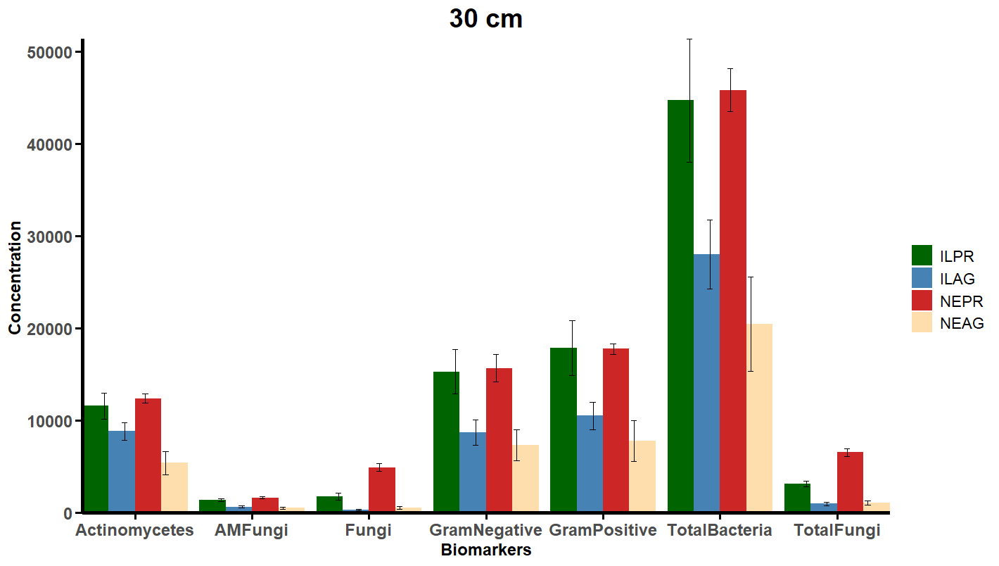 30 cm
Concentration
50000
40000
30000
20000
10000
0
Actinomycetes AMFungi Fungi GramNegative GramPositive TotalBacteria TotalFungi
Biomarkers
ILPR
ILAG
NEPR
NEAG